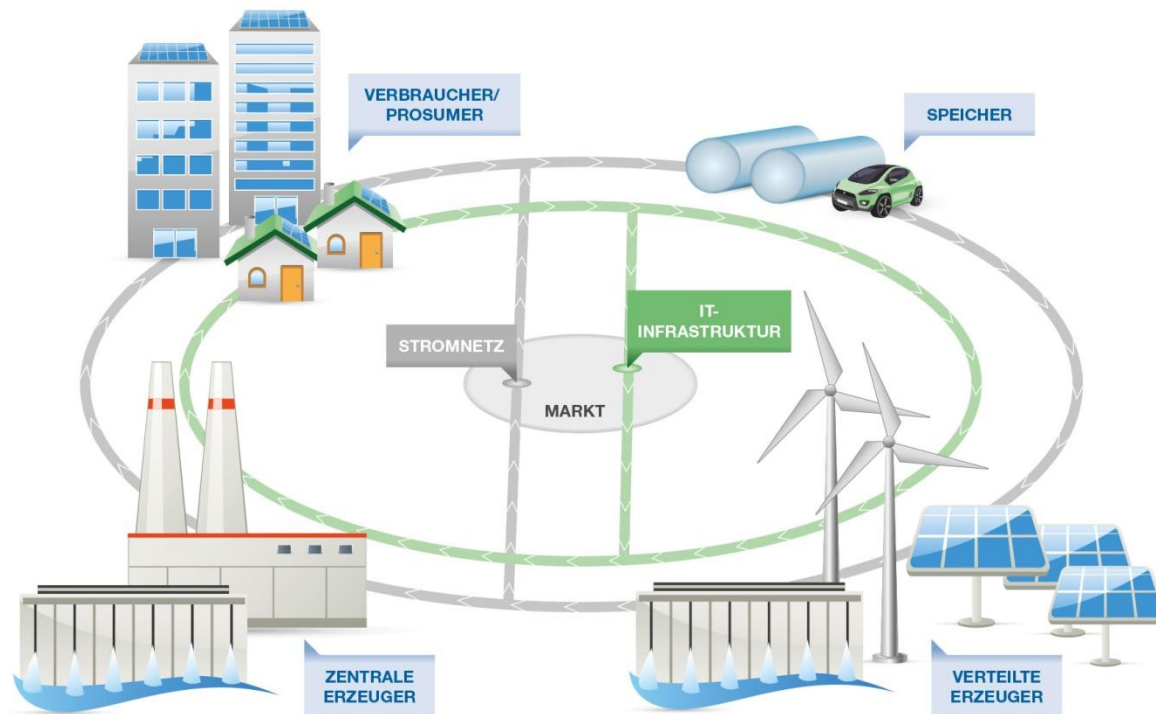 VERBRAUCHER/
PROSUMER
SPEICHER
IT-
INFRASTRUKTUR
STROMNETZ
MARKT
ZENTRALE
ERZEUGER
VERTEILTE
ERZEUGER